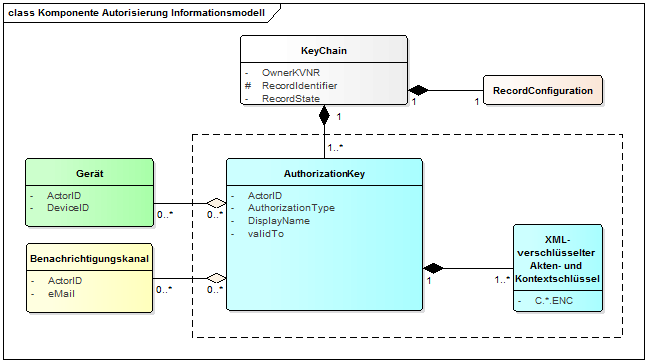 class Komponente Autorisierung Informationsmodell
KeyChain
- OwnerKVNR
# RecordIdentifier
- RecordState
RecordConfiguration
1
1
1
1..*
Gerät
- ActorID
- DeviceID
0..*
0..*
AuthorizationKey
- ActorID
- AuthorizationType
- DisplayName
- validTo
Benachrichtigungskanal
- ActorID
- eMail
0..*
0..*
1
1..*
XML-
verschlüsselter
Akten- und
Kontextschlüssel
- C.*.ENC